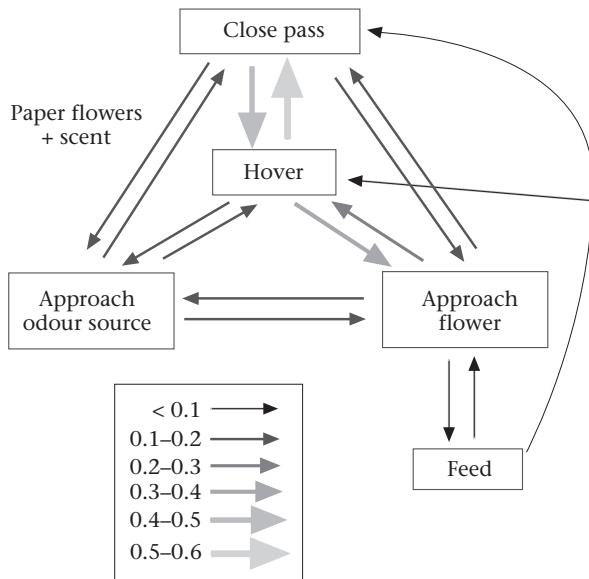 Close pass
Paper flowers
+ scent
Hover
Approach
odour source
Approach
flower
Feed
< 0.1
0.1–0.2
0.2–0.3
0.3–0.4
0.4–0.5
0.5–0.6